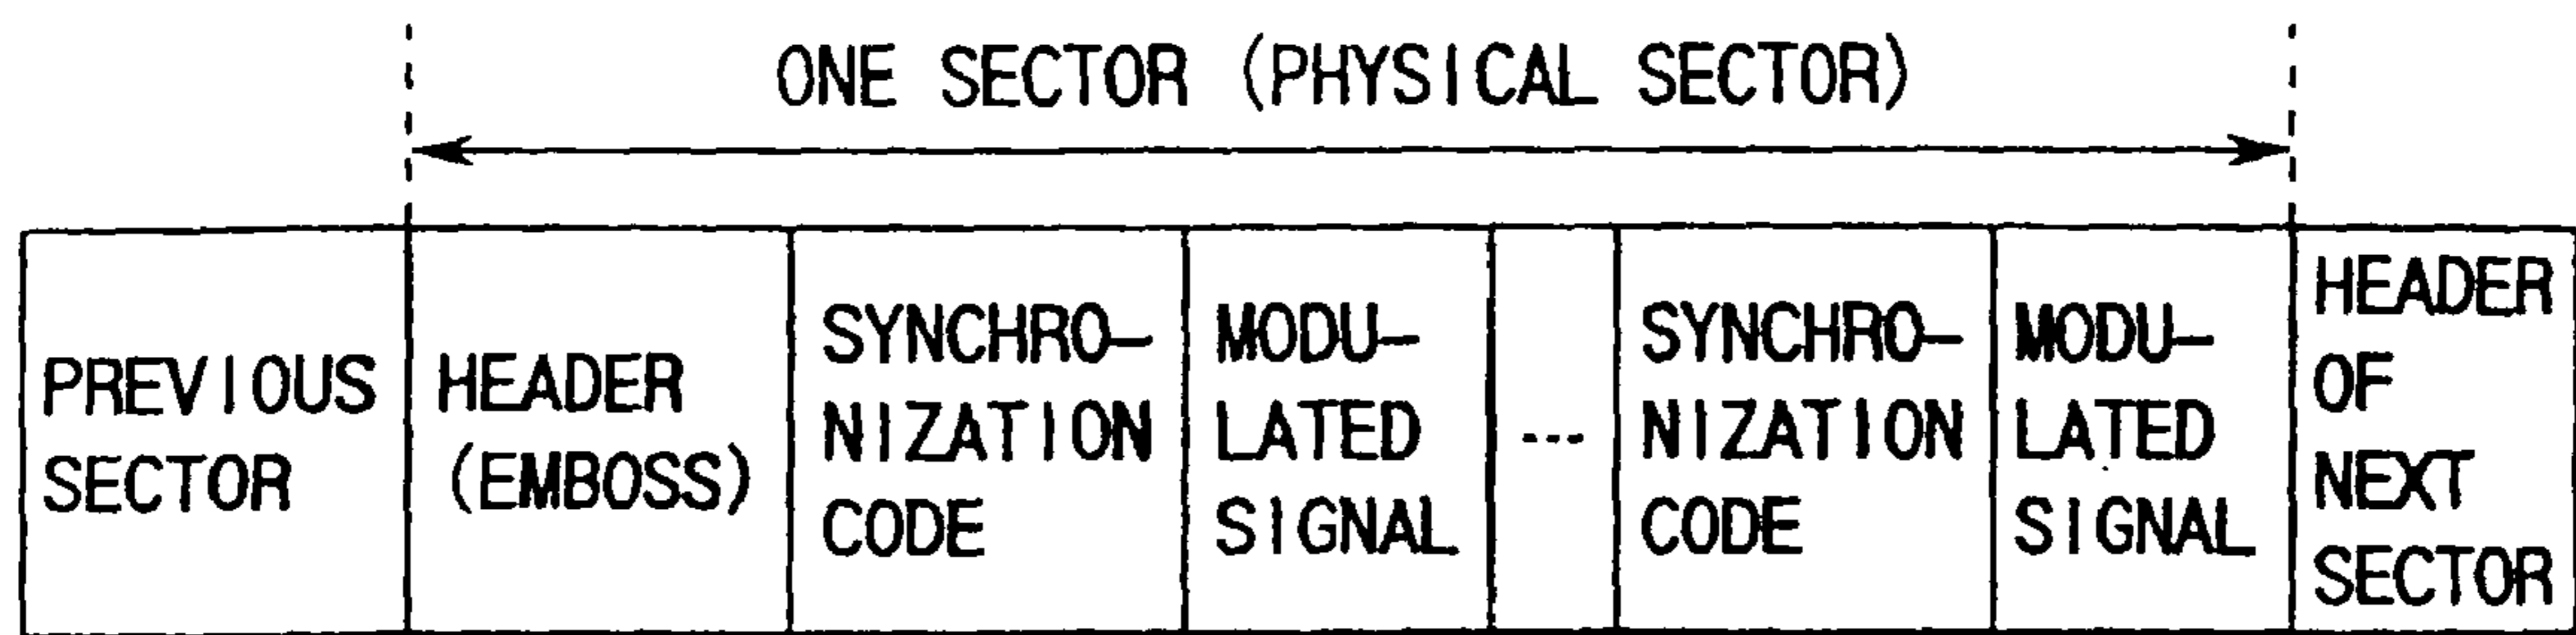 ONE SECTOR (PHYSICAL SECTOR)
PREVIOUS
SECTOR
HEADER
(EMBOSS)
SYNCHRO-
NIZATION
CODE
MODU-
LATED
SIGNAL
---
SYNCHRO-
NIZATION
CODE
MODU-
LATED
SIGNAL
HEADER
OF
NEXT
SECTOR